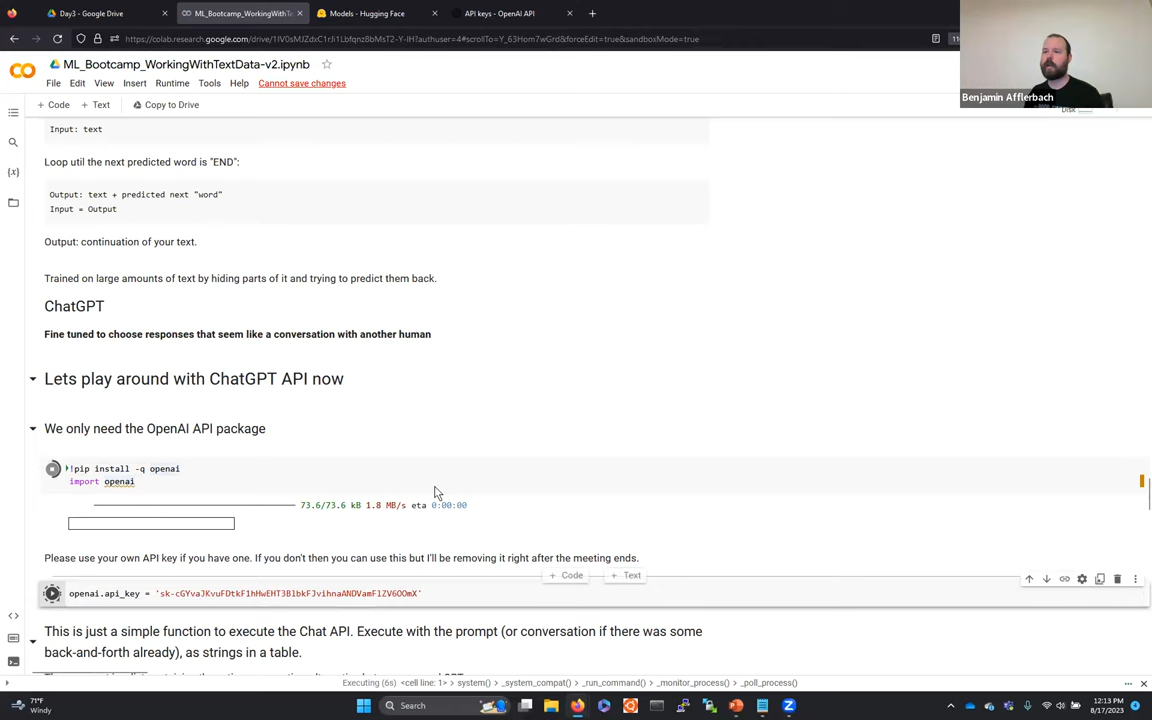 Day3 - Google Drive
ML_Bootcamp_WorkingWithTe
Models - Hugging Face
API keys - OpenAI API
ML_Bootcamp_WorkingWithTextData-v2.ipynb
File Edit View Insert Runtime Tools Help Cannot save changes
+ Code + Text Copy to Drive
Benjamin Afflerbach
Disk
Input: text
Loop util the next predicted word is "END":
Output: text + predicted next "word"
Input = Output
Output: continuation of your text.
Trained on large amounts of text by hiding parts of it and trying to predict them back.
ChatGPT
Fine tuned to choose responses that seem like a conversation with another human
Lets play around with ChatGPT API now
We only need the OpenAI API package
!pip install -q openai
import openai
73.6/73.6 kB 1.8 MB/s eta 0:00:00
Please use your own API key if you have one. If you don't then you can use this but I'll be removing it right after the meeting ends.
+ Code + Text
openai.api_key =
This is just a simple function to execute the Chat API. Execute with the prompt (or conversation if there was some
back-and-forth already), as strings in a table.
Executing (6s) <cell line: 1> system() _system_compat() _run_command() _monitor_process() _poll_process()
71°F
Windy
Search
12:13 PM
8/17/2023